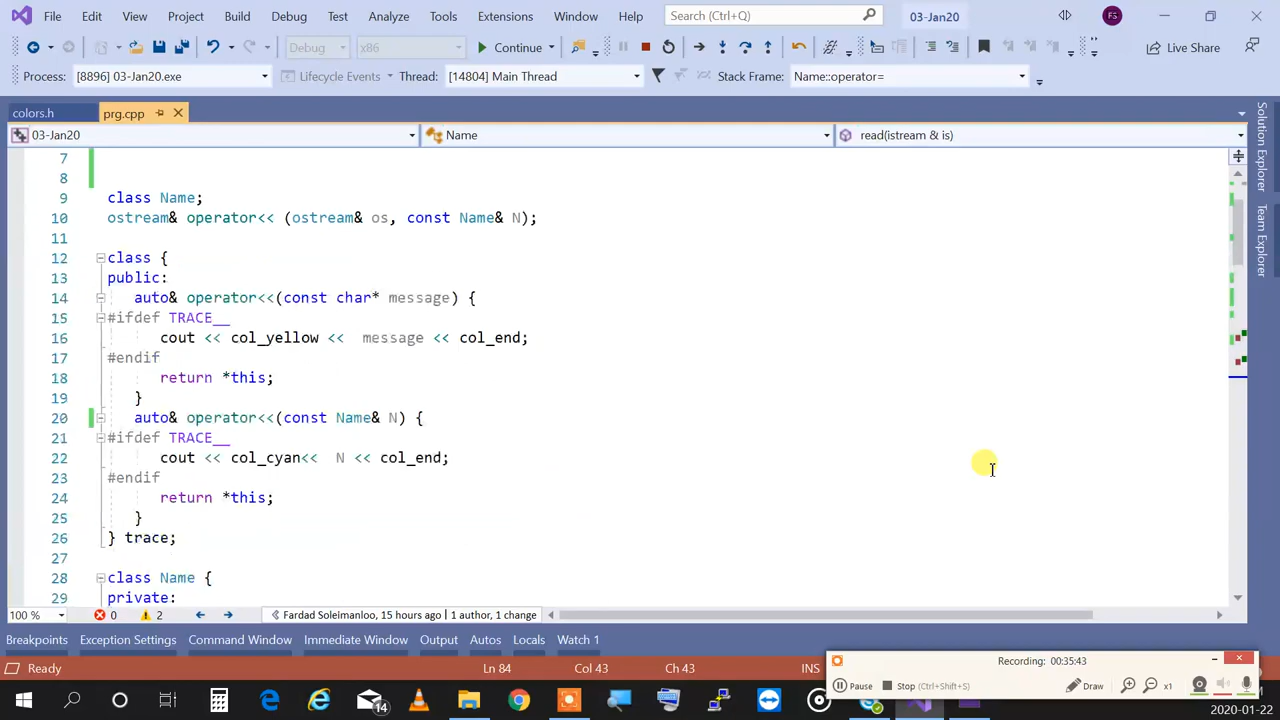 File Edit View Project Build Debug Test Analyze Tools Extensions Window Help Search (Ctrl+Q) 03-Jan20 FS
Debug x86 Continue Live Share
Process: [8896] 03-Jan20.exe Lifecycle Events Thread: [14804] Main Thread Stack Frame: Name::operator=
colors.h prg.cpp
03-Jan20 Name read(istream & is)
7
8
9 class Name;
10 ostream& operator<< (ostream& os, const Name& N);
11
12 class {
13 public:
14 auto& operator<<(const char* message) {
15 #ifdef TRACE__
16 cout << col_yellow << message << col_end;
17 #endif
18 return *this;
19 }
20 auto& operator<<(const Name& N) {
21 #ifdef TRACE__
22 cout << col_cyan<< N << col_end;
23 #endif
24 return *this;
25 }
26 } trace;
27
28 class Name {
29 private:
Solution Explorer
Team Explorer
100 % 0 2 Fardad Soleimanloo, 15 hours ago | 1 author, 1 change
Breakpoints Exception Settings Command Window Immediate Window Output Autos Locals Watch 1
Ready Ln 84 Col 43 Ch 43 INS
Recording: 00:35:43
Pause Stop (Ctrl+Shift+S) Draw x1
14
2020-01-22